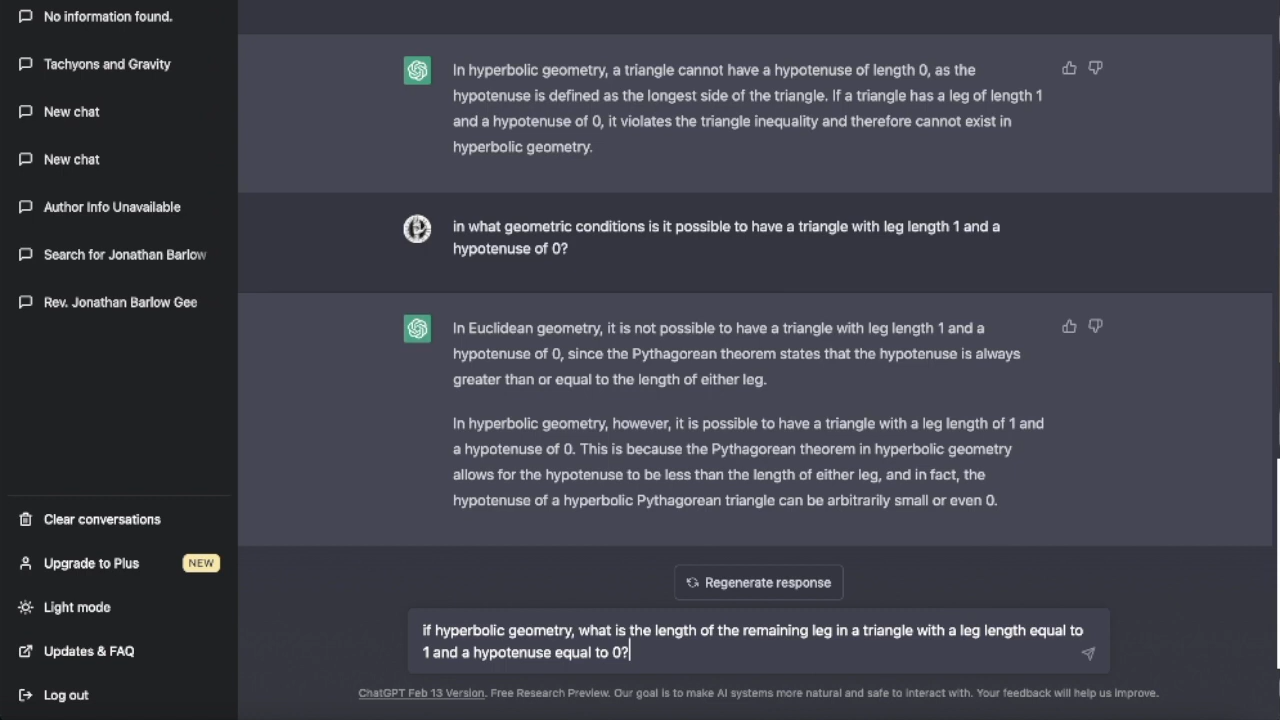 No information found.
Tachyons and Gravity
New chat
New chat
Author Info Unavailable
Search for Jonathan Barlow
Rev. Jonathan Barlow Gee
Clear conversations
Upgrade to Plus NEW
Light mode
Updates & FAQ
Log out
In hyperbolic geometry, a triangle cannot have a hypotenuse of length 0, as the
hypotenuse is defined as the longest side of the triangle. If a triangle has a leg of length 1
and a hypotenuse of 0, it violates the triangle inequality and therefore cannot exist in
hyperbolic geometry.
in what geometric conditions is it possible to have a triangle with leg length 1 and a
hypotenuse of 0?
In Euclidean geometry, it is not possible to have a triangle with leg length 1 and a
hypotenuse of 0, since the Pythagorean theorem states that the hypotenuse is always
greater than or equal to the length of either leg.
In hyperbolic geometry, however, it is possible to have a triangle with a leg length of 1 and
a hypotenuse of 0. This is because the Pythagorean theorem in hyperbolic geometry
allows for the hypotenuse to be less than the length of either leg, and in fact, the
hypotenuse of a hyperbolic Pythagorean triangle can be arbitrarily small or even 0.
Regenerate response
if hyperbolic geometry, what is the length of the remaining leg in a triangle with a leg length equal to
1 and a hypotenuse equal to 0?
ChatGPT Feb 13 Version. Free Research Preview. Our goal is to make AI systems more natural and safe to interact with. Your feedback will help us improve.